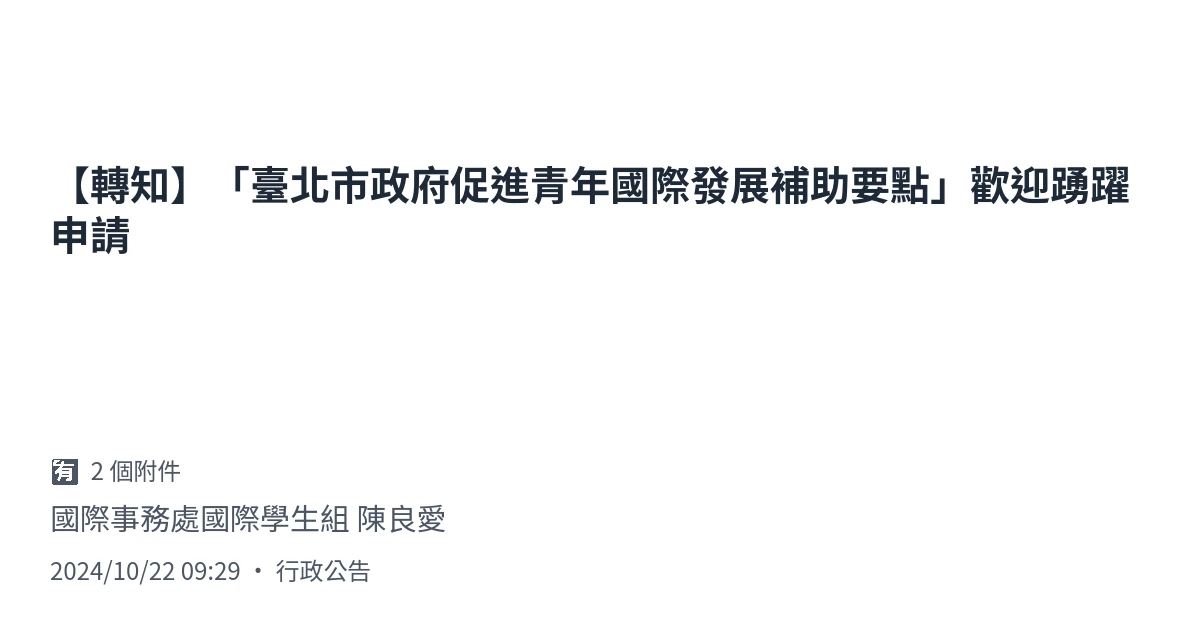 【轉知】「臺北市政府促進青年國際發展補助要點」歡迎踴躍
申請
🈶 2 個附件
國際事務處國際學生組 陳良愛
2024/10/22 09:29 ・ 行政公告